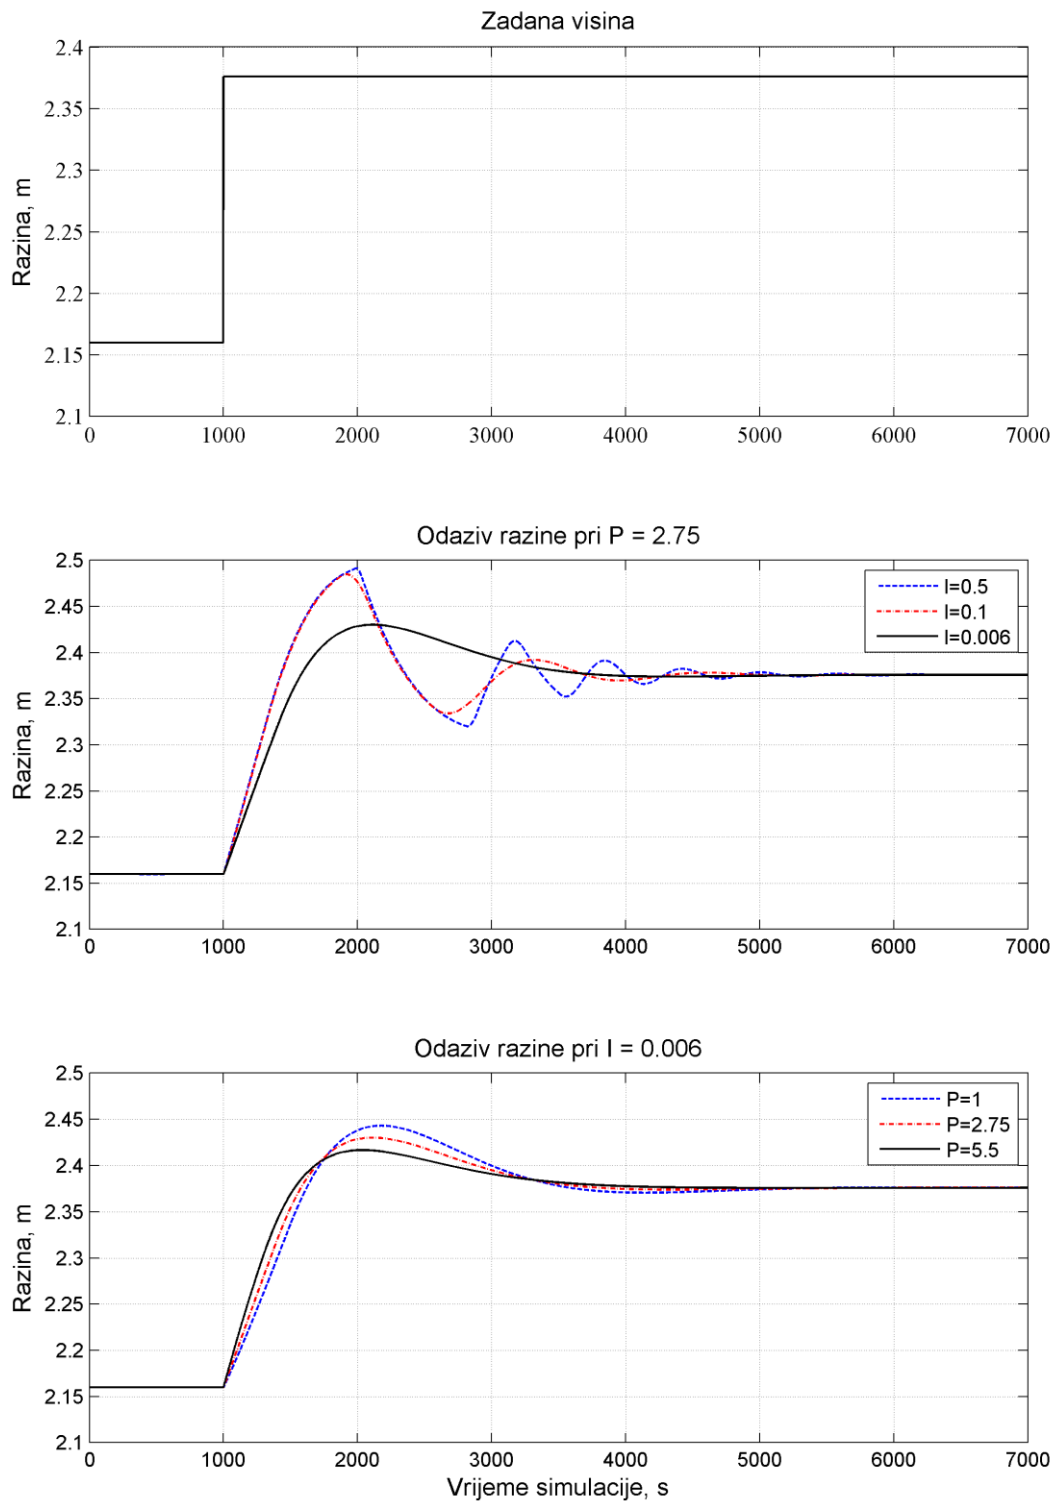 Zadana visina
2.4
2.35
2.3
2.25
2.2
2.15
2.1
Razina, m
0 1000 2000 3000 4000 5000 6000 7000
Odaziv razine pri P = 2.75
2.5
2.45
2.4
2.35
2.3
2.25
2.2
2.15
2.1
Razina, m
I=0.5
I=0.1
I=0.006
0 1000 2000 3000 4000 5000 6000 7000
Odaziv razine pri I = 0.006
2.5
2.45
2.4
2.35
2.3
2.25
2.2
2.15
2.1
Razina, m
P=1
P=2.75
P=5.5
0 1000 2000 3000 4000 5000 6000 7000
Vrijeme simulacije, s